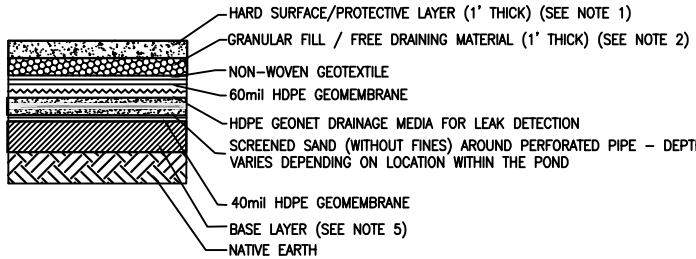 HARD SURFACE/PROTECTIVE LAYER (1' THICK) (SEE NOTE 1)
GRANULAR FILL / FREE DRAINING MATERIAL (1' THICK) (SEE NOTE 2)
NON-WOVEN GEOTEXTILE
60mil HDPE GEOMEMBRANE
HDPE GEONET DRAINAGE MEDIA FOR LEAK DETECTION
SCREENED SAND (WITHOUT FINES) AROUND PERFORATED PIPE – DEPT
VARIES DEPENDING ON LOCATION WITHIN THE POND
40mil HDPE GEOMEMBRANE
BASE LAYER (SEE NOTE 5)
NATIVE EARTH